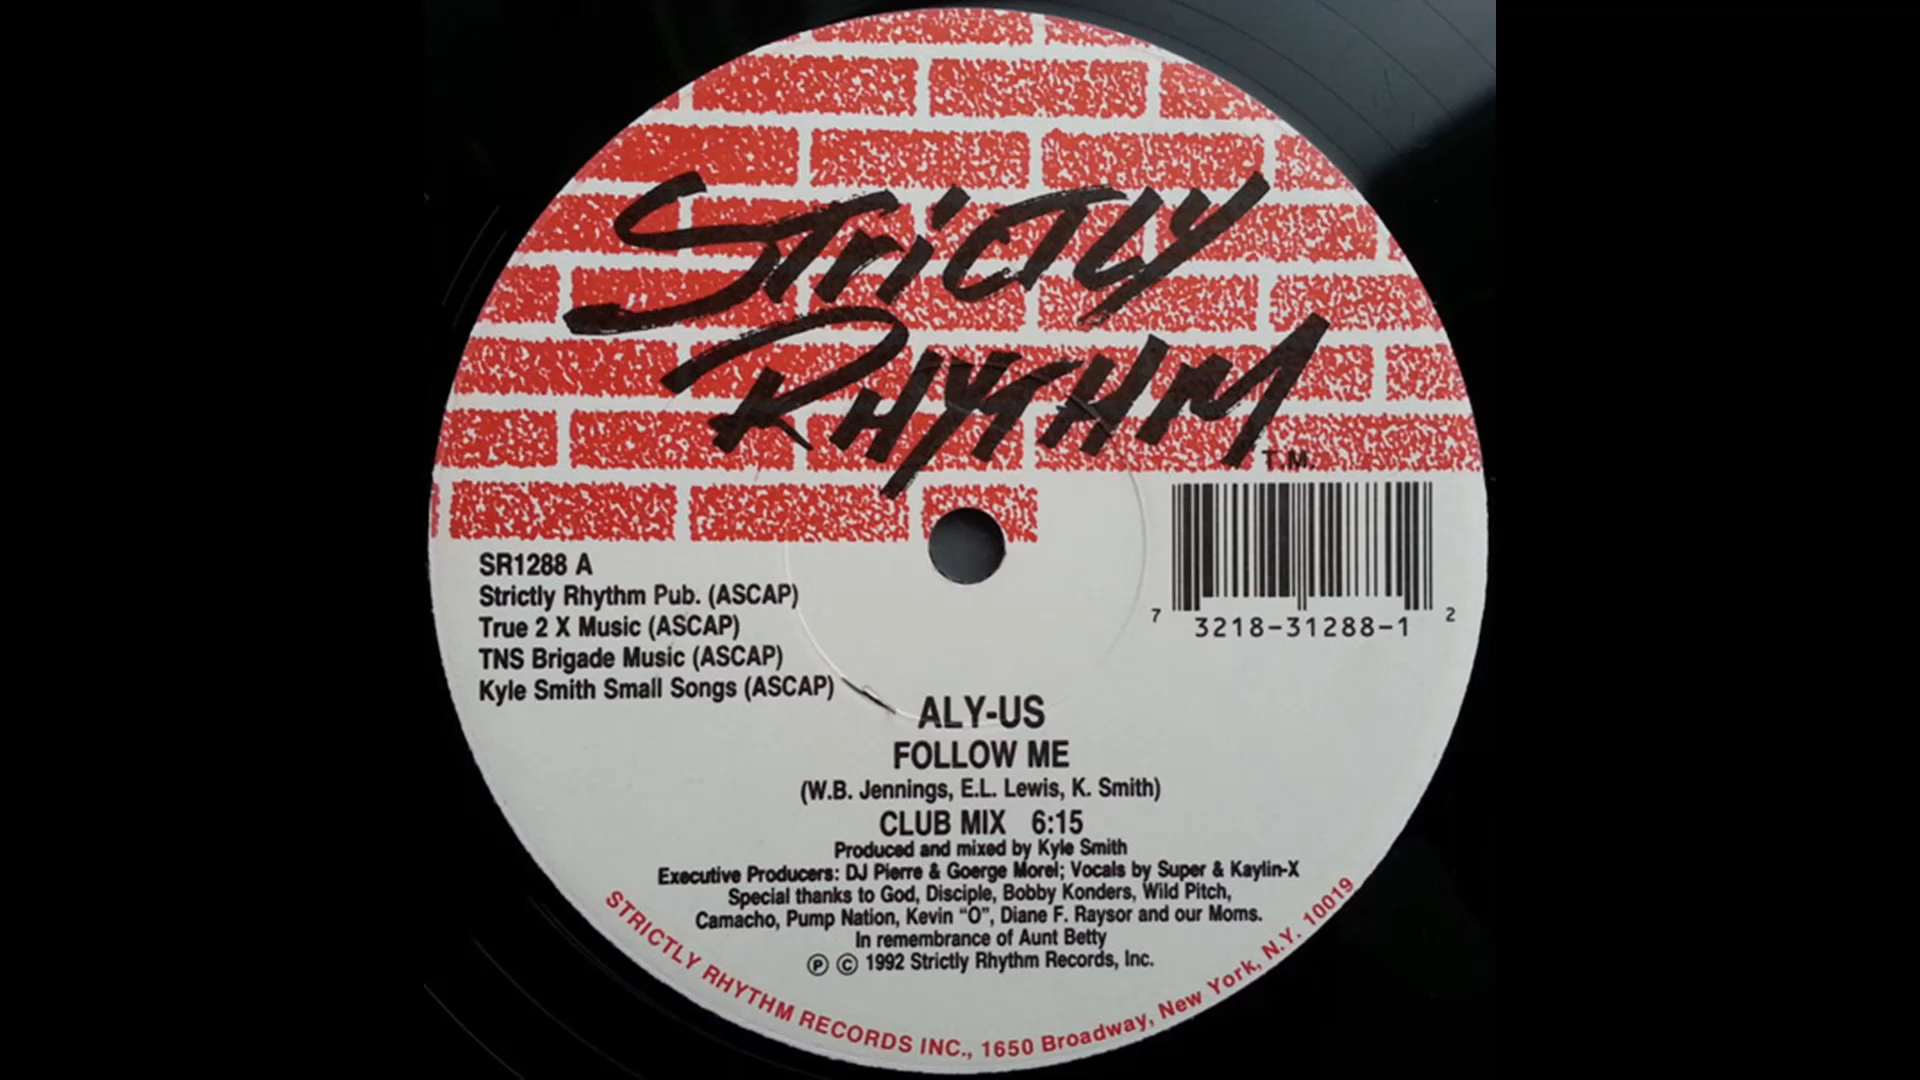 STRICTLY
RHYTHM
T.M.
7 3218-31288-1 2
SR1288 A
Strictly Rhythm Pub. (ASCAP)
True 2 X Music (ASCAP)
TNS Brigade Music (ASCAP)
Kyle Smith Small Songs (ASCAP)
ALY-US
FOLLOW ME
(W.B. Jennings, E.L. Lewis, K. Smith)
CLUB MIX 6:15
Produced and mixed by Kyle Smith
Executive Producers: DJ Pierre & Goerge Morel; Vocals by Super & Kaylin-X
Special thanks to God, Disciple, Bobby Konders, Wild Pitch,
Camacho, Pump Nation, Kevin “O”, Diane F. Raysor and our Moms.
In remembrance of Aunt Betty
Ⓟ © 1992 Strictly Rhythm Records, Inc.
STRICTLY RHYTHM RECORDS INC., 1650 Broadway, New York, N.Y. 10019